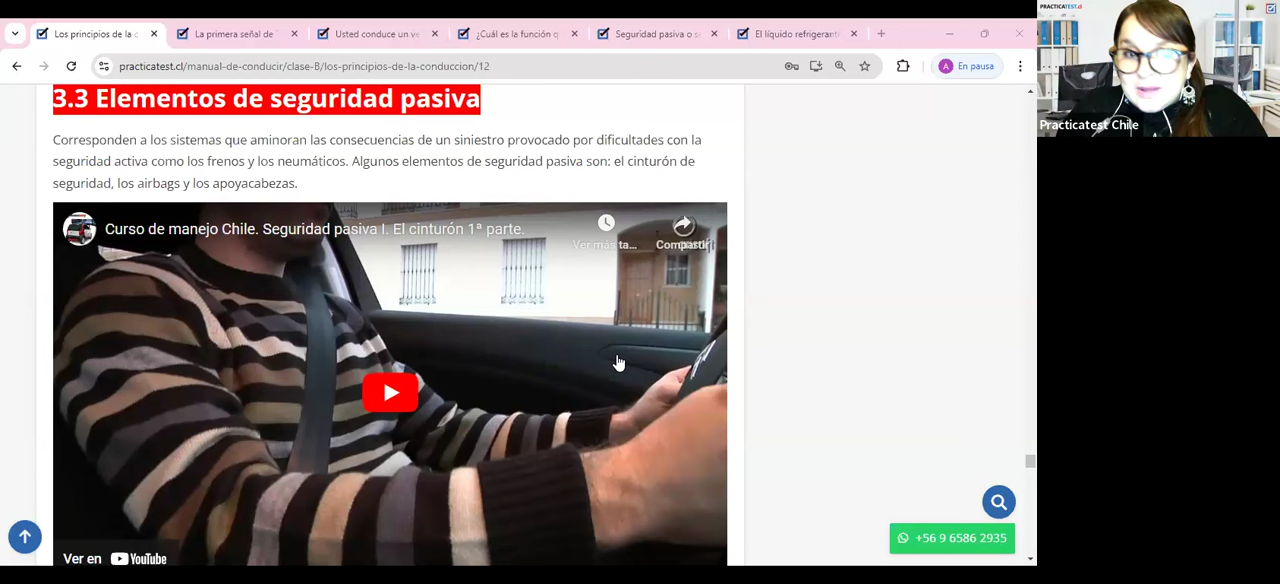 Los principios de la c
La primera señal de
Usted conduce un ve
¿Cuál es la función q
Seguridad pasiva o s
El líquido refrigerant
practicatest.cl/manual-de-conducir/clase-B/los-principios-de-la-conduccion/12
A En pausa
PRACTICATEST.cl
Practicatest Chile
3.3 Elementos de seguridad pasiva
Corresponden a los sistemas que aminoran las consecuencias de un siniestro provocado por dificultades con la
seguridad activa como los frenos y los neumáticos. Algunos elementos de seguridad pasiva son: el cinturón de
seguridad, los airbags y los apoyacabezas.
Curso de manejo Chile. Seguridad pasiva I. El cinturón 1ª parte.
Ver más ta...
Ver en YouTube
+56 9 6586 2935